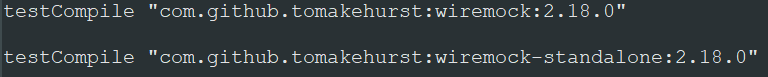 testCompile "com.github.tomakehurst:wiremock:2.18.0"
testCompile "com.github.tomakehurst:wiremock-standalone:2.18.0"